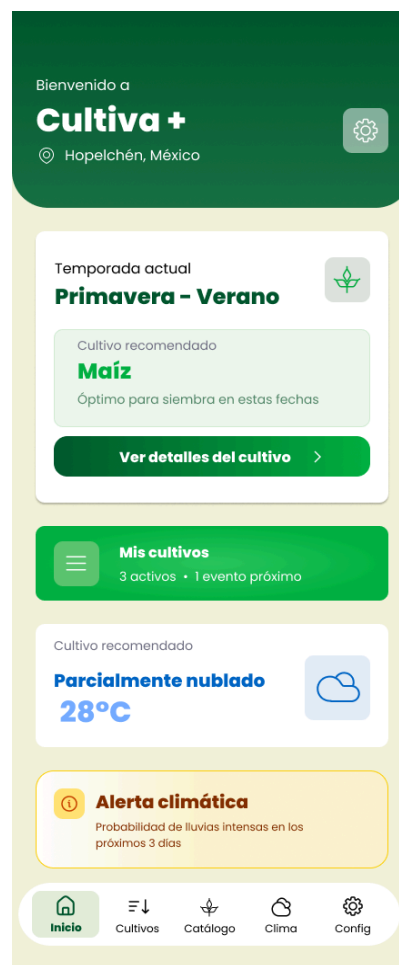 Bienvenido a
Cultiva +
Hopelchén, México
Temporada actual
Primavera - Verano
Cultivo recomendado
Maíz
Óptimo para siembra en estas fechas
Ver detalles del cultivo
Mis cultivos
3 activos • 1 evento próximo
Cultivo recomendado
Parcialmente nublado
28°C
Alerta climática
Probabilidad de lluvias intensas en los
próximos 3 días
Inicio
Cultivos
Catálogo
Clima
Config